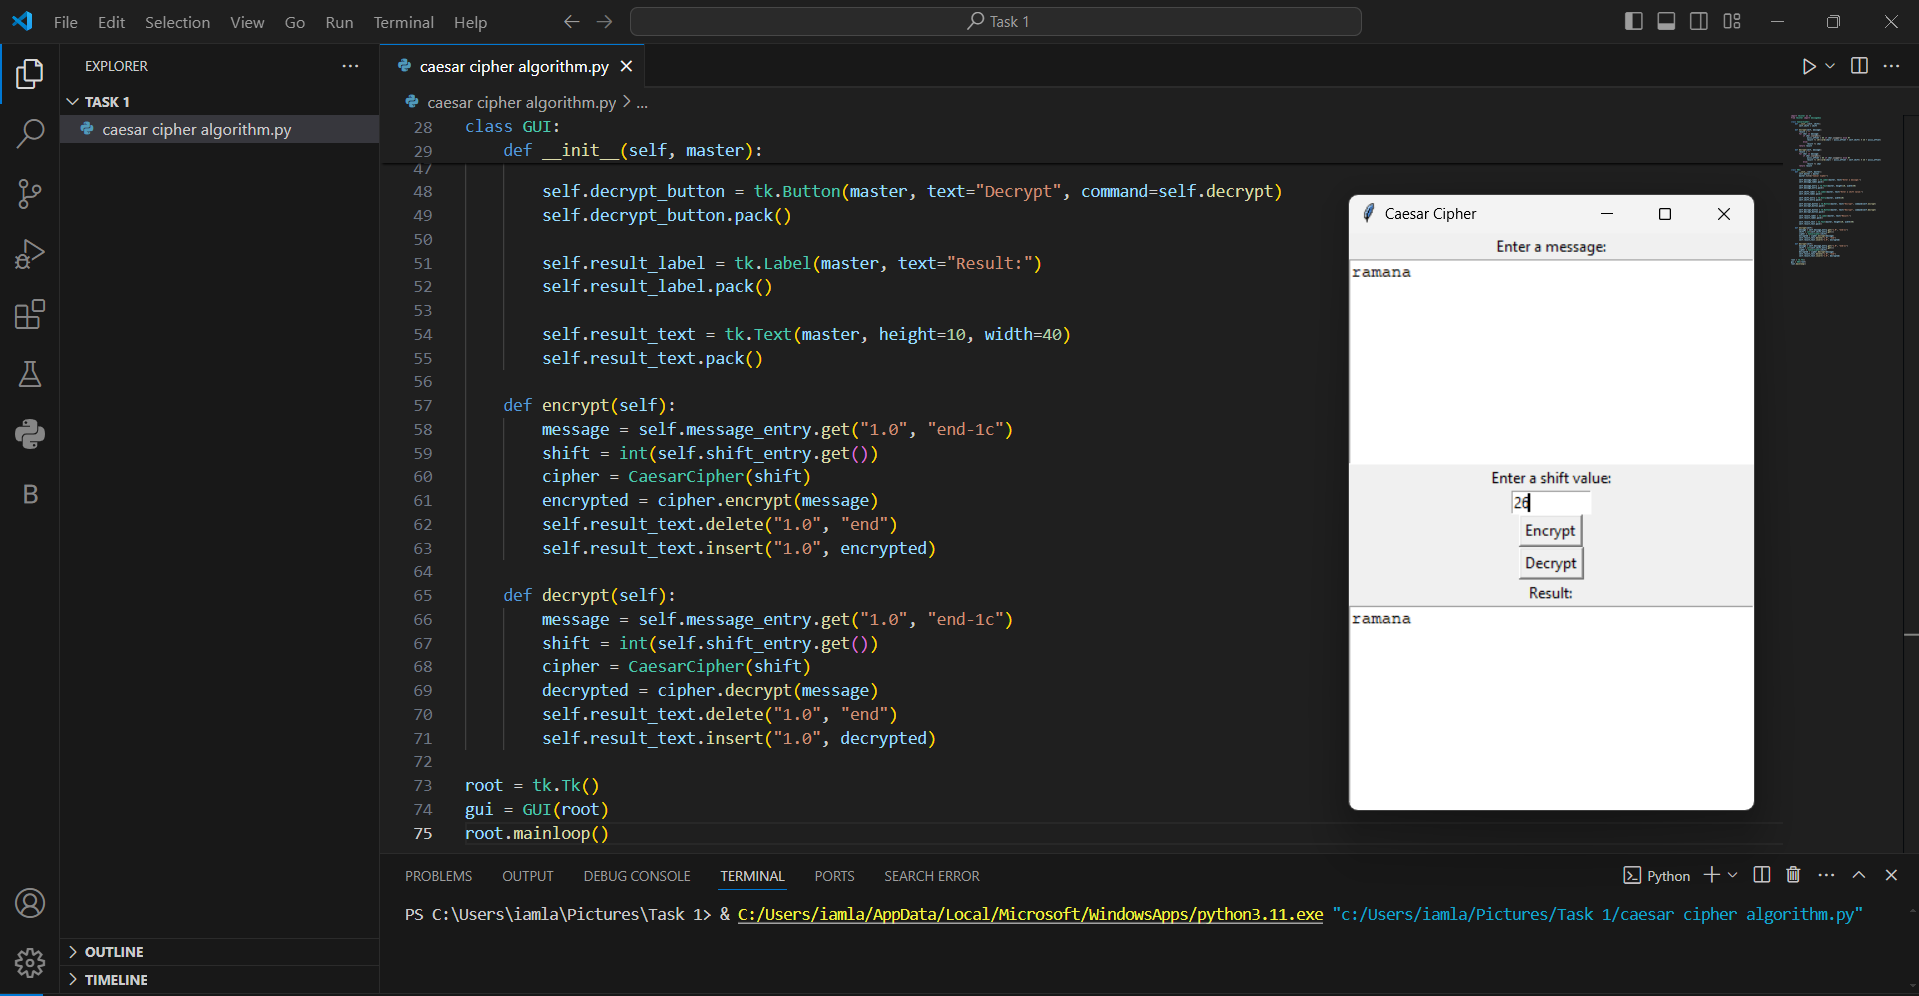 File Edit Selection View Go Run Terminal Help
Task 1
EXPLORER
TASK 1
caesar cipher algorithm.py
B
OUTLINE
TIMELINE
caesar cipher algorithm.py
caesar cipher algorithm.py > ...
28 class GUI:
29 def __init__(self, master):
47
48 self.decrypt_button = tk.Button(master, text="Decrypt", command=self.decrypt)
49 self.decrypt_button.pack()
50
51 self.result_label = tk.Label(master, text="Result:")
52 self.result_label.pack()
53
54 self.result_text = tk.Text(master, height=10, width=40)
55 self.result_text.pack()
56
57 def encrypt(self):
58 message = self.message_entry.get("1.0", "end-1c")
59 shift = int(self.shift_entry.get())
60 cipher = CaesarCipher(shift)
61 encrypted = cipher.encrypt(message)
62 self.result_text.delete("1.0", "end")
63 self.result_text.insert("1.0", encrypted)
64
65 def decrypt(self):
66 message = self.message_entry.get("1.0", "end-1c")
67 shift = int(self.shift_entry.get())
68 cipher = CaesarCipher(shift)
69 decrypted = cipher.decrypt(message)
70 self.result_text.delete("1.0", "end")
71 self.result_text.insert("1.0", decrypted)
72
73 root = tk.Tk()
74 gui = GUI(root)
75 root.mainloop()
Caesar Cipher
Enter a message:
ramana
Enter a shift value:
26
Encrypt
Decrypt
Result:
ramana
PROBLEMS OUTPUT DEBUG CONSOLE TERMINAL PORTS SEARCH ERROR
Python
PS C:\Users\iamla\Pictures\Task 1> & C:/Users/iamla/AppData/Local/Microsoft/WindowsApps/python3.11.exe "c:/Users/iamla/Pictures/Task 1/caesar cipher algorithm.py"